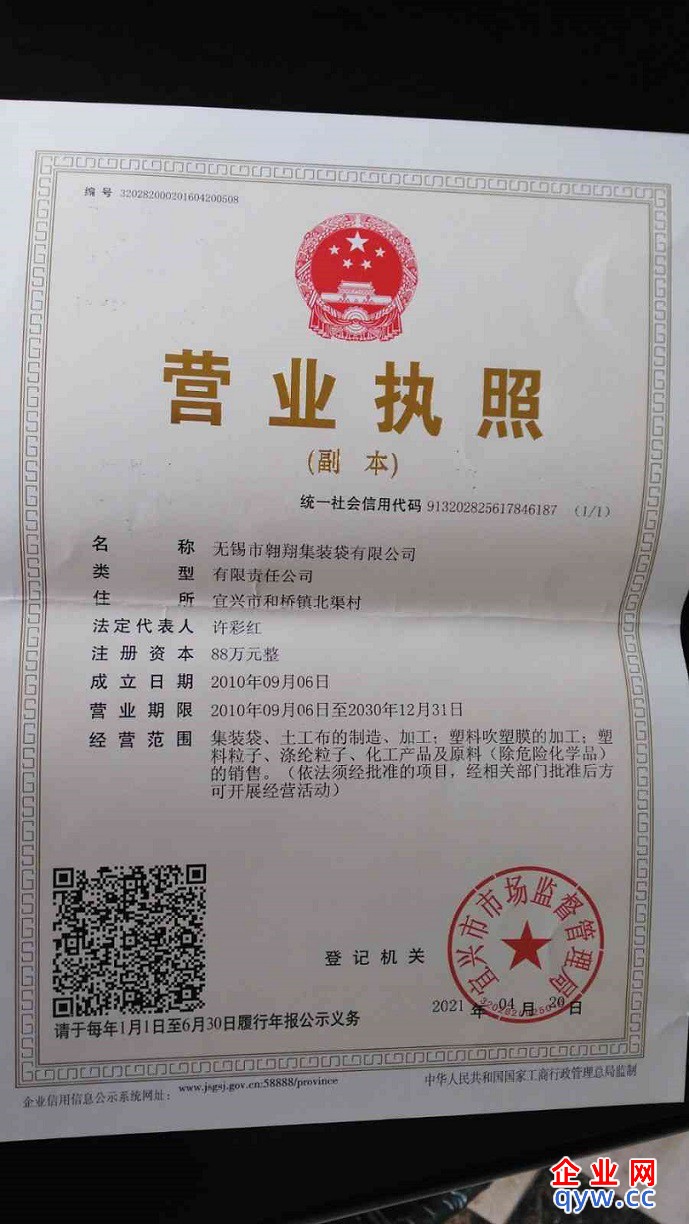 编号 320282000201604200508
营业执照
(副本)
统一社会信用代码 913202825617846187 (1/1)
名称 无锡市翱翔集装袋有限公司
类型 有限责任公司
住所 宜兴市和桥镇北渠村
法定代表人 许彩红
注册资本 88万元整
成立日期 2010年09月06日
营业期限 2010年09月06日至2030年12月31日
经营范围 集装袋、土工布的制造、加工；塑料吹塑膜的加工；塑
料粒子、涤纶粒子、化工产品及原料（除危险化学品）
的销售。（依法须经批准的项目，经相关部门批准后方
可开展经营活动）
宜兴市市场监督管理局
登记机关
2021年04月20日
请于每年1月1日至6月30日履行年报公示义务
企业信用信息公示系统网址： www.jsgsj.gov.cn:58888/province
中华人民共和国国家工商行政管理总局监制
企业网
qyw.cc